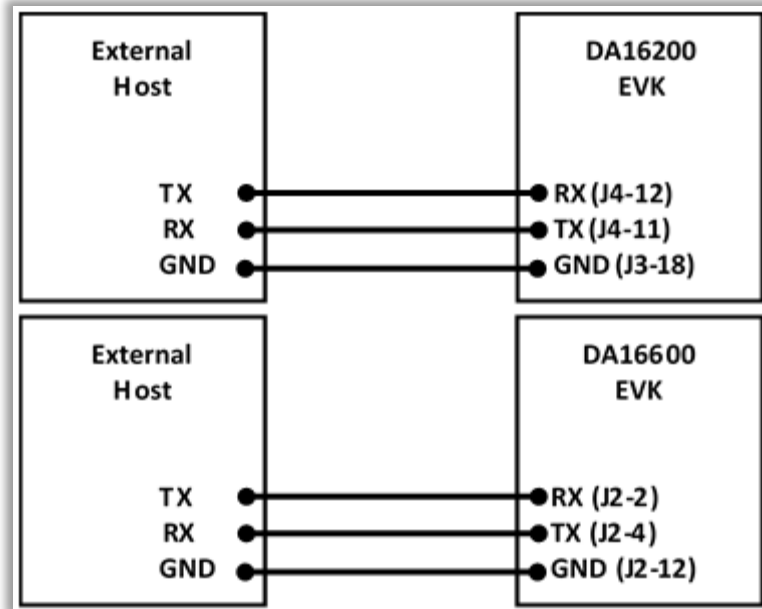 External
Host
DA16200
EVK
TX
RX (J4-12)
RX
TX (J4-11)
GND
GND (J3-18)
External
Host
DA16600
EVK
TX
RX (J2-2)
RX
TX (J2-4)
GND
GND (J2-12)